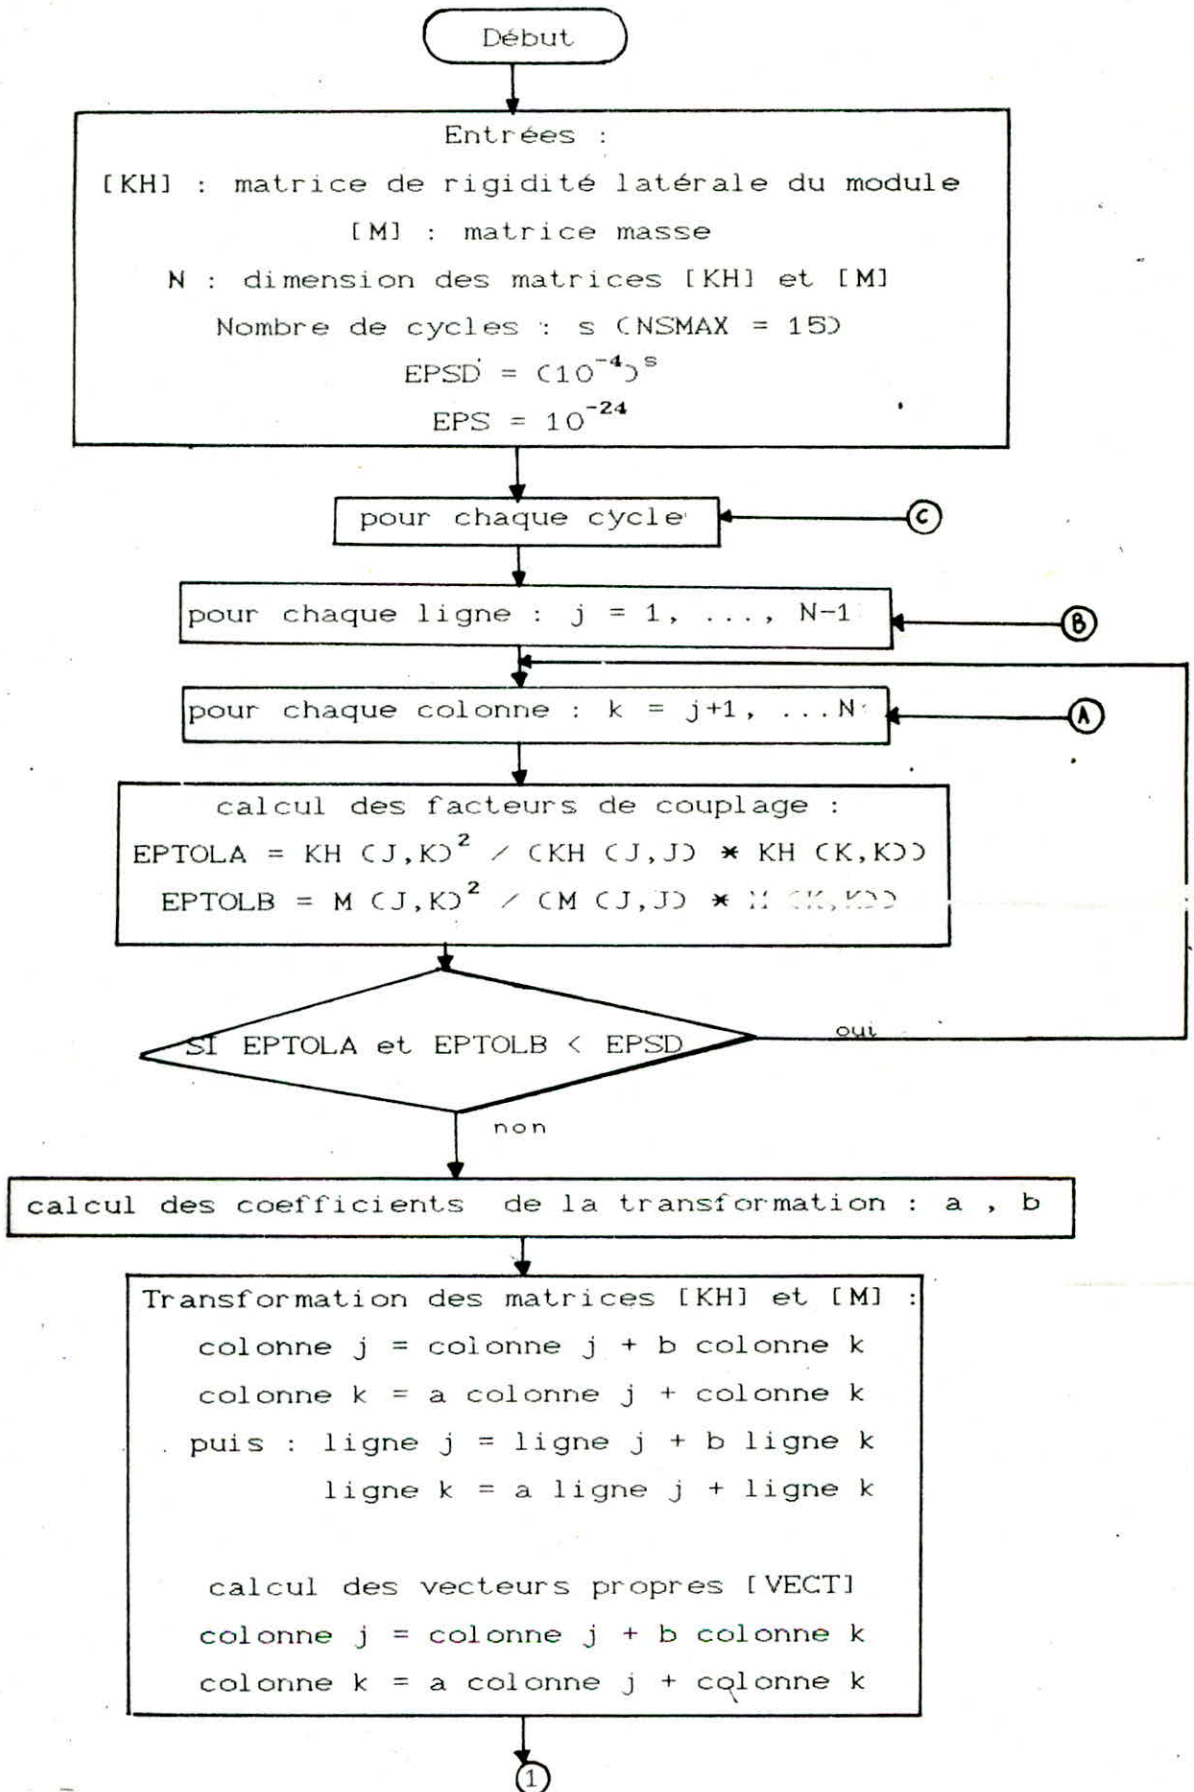 Début
Entrées :
[KH] : matrice de rigidité latérale du module
[M] : matrice masse
N : dimension des matrices [KH] et [M]
Nombre de cycles : s (NSMAX = 15)
EPSD = (10⁻⁴)ˢ
EPS = 10⁻²⁴
pour chaque cycle
C
pour chaque ligne : j = 1, ..., N-1
B
pour chaque colonne : k = j+1, ...N
A
calcul des facteurs de couplage :
EPTOLA = KH (J,K)² / (KH (J,J) * KH (K,K))
EPTOLB = M (J,K)² / (M (J,J) * (K,K))
SI EPTOLA et EPTOLB < EPSD
oui
non
calcul des coefficients de la transformation : a , b
Transformation des matrices [KH] et [M] :
colonne j = colonne j + b colonne k
colonne k = a colonne j + colonne k
puis : ligne j = ligne j + b ligne k
ligne k = a ligne j + ligne k
calcul des vecteurs propres [VECT]
colonne j = colonne j + b colonne k
colonne k = a colonne j + colonne k
1